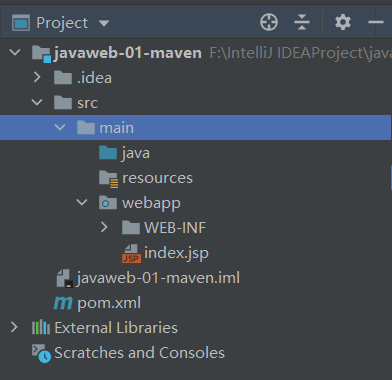 Project
javaweb-01-maven F:\IntelliJ IDEAProject\java
.idea
src
main
java
resources
webapp
WEB-INF
index.jsp
javaweb-01-maven.iml
pom.xml
External Libraries
Scratches and Consoles